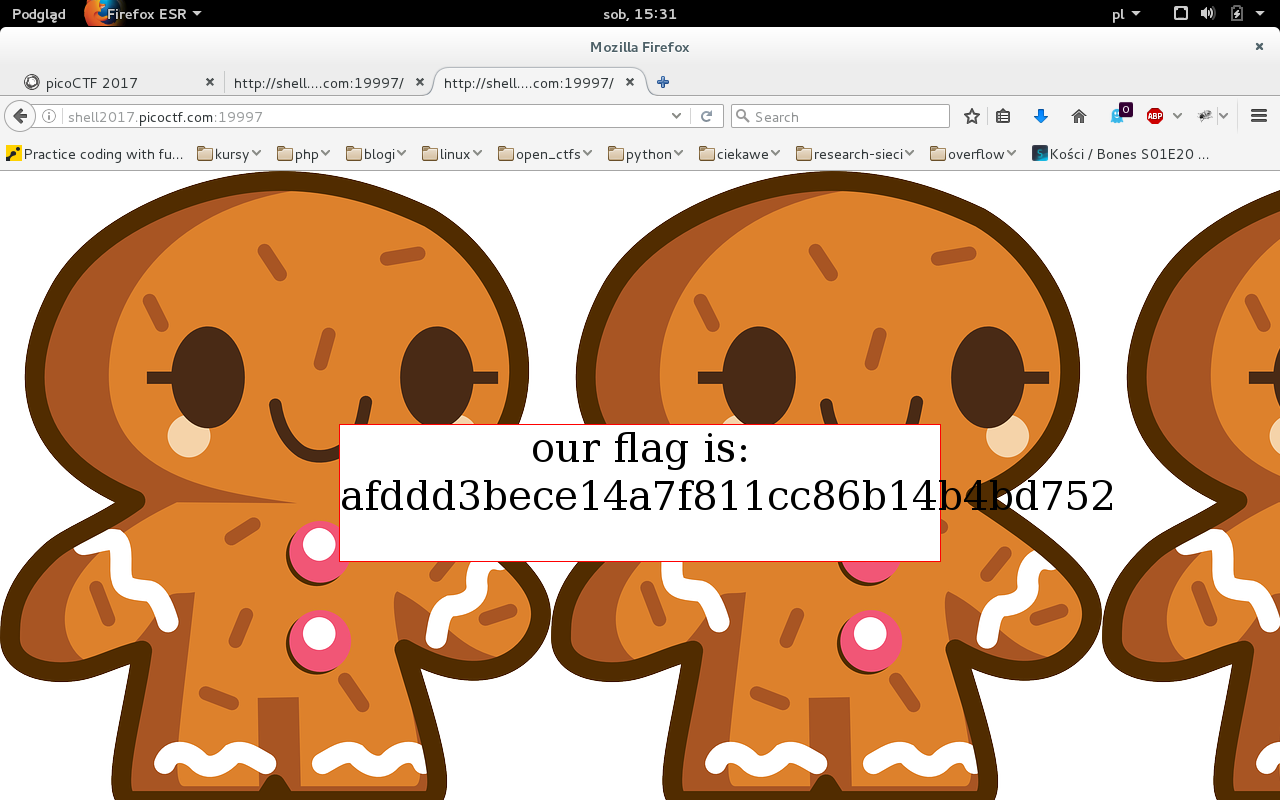 Podgląd Firefox ESR sob, 15:31 pl
Mozilla Firefox
picoCTF 2017 http://shell....com:19997/ http://shell....com:19997/
shell2017.picoctf.com:19997 Search 0 ABP
Practice coding with fu... kursy php blogi linux open_ctfs python ciekawe research-sieci overflow S Kości / Bones S01E20 ...
our flag is:
afddd3bece14a7f811cc86b14b4bd752